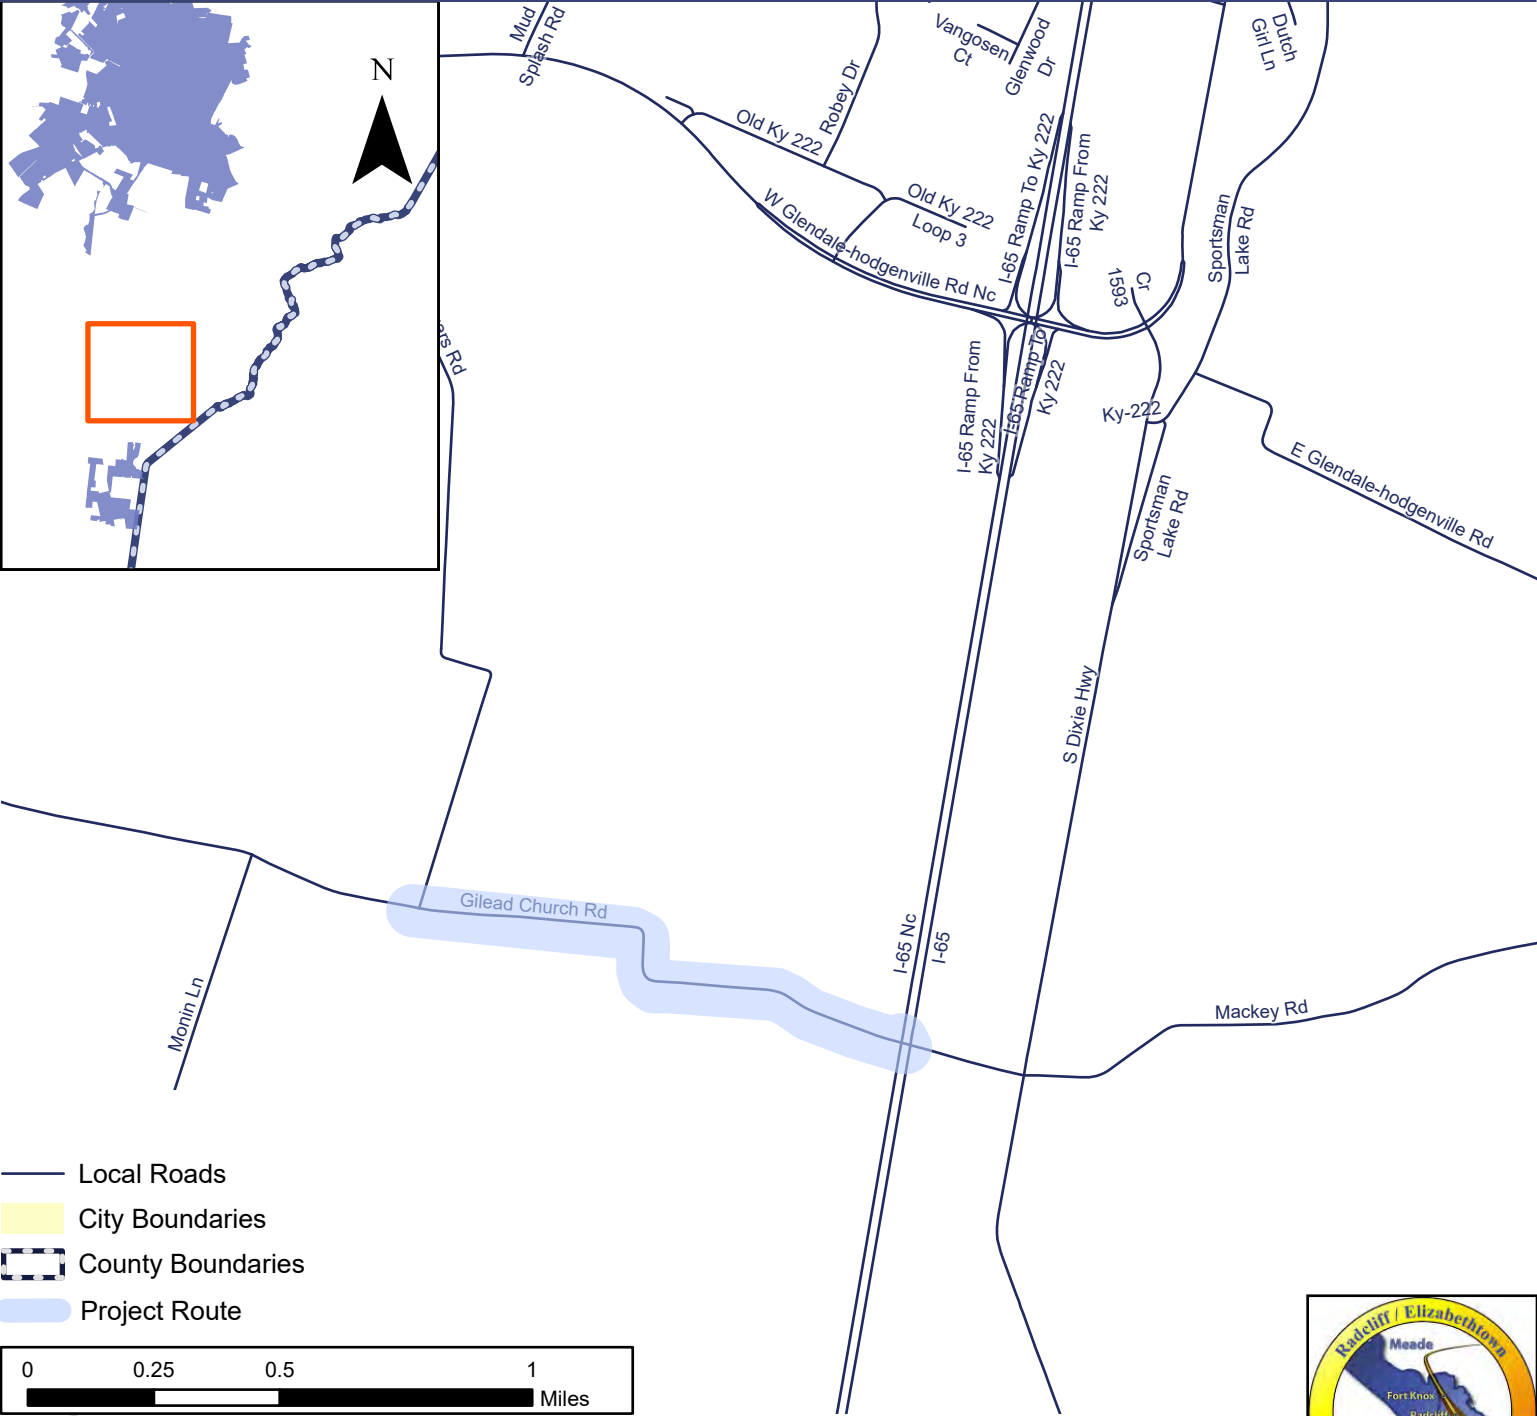 N
Mud
Splash Rd
Vangosen
Ct
Glenwood
Dr
Dutch
Girl Ln
Robey Dr
Old Ky 222
Old Ky 222
Loop 3
W Glendale-hodgenville Rd Nc
I-65 Ramp To Ky 222
I-65 Ramp From
Ky 222
Sportsman
Lake Rd
Cr
1593
I-65 Ramp From
Ky 222
I-65 Ramp To
Ky 222
Ky-222
E Glendale-hodgenville Rd
Sportsman
Lake Rd
S Dixie Hwy
Gilead Church Rd
I-65 Nc
I-65
Monin Ln
Mackey Rd
Local Roads
City Boundaries
County Boundaries
Project Route
0 0.25 0.5 1
Miles
Radcliff / Elizabethtown
Meade
Fort Knox
Radcliff